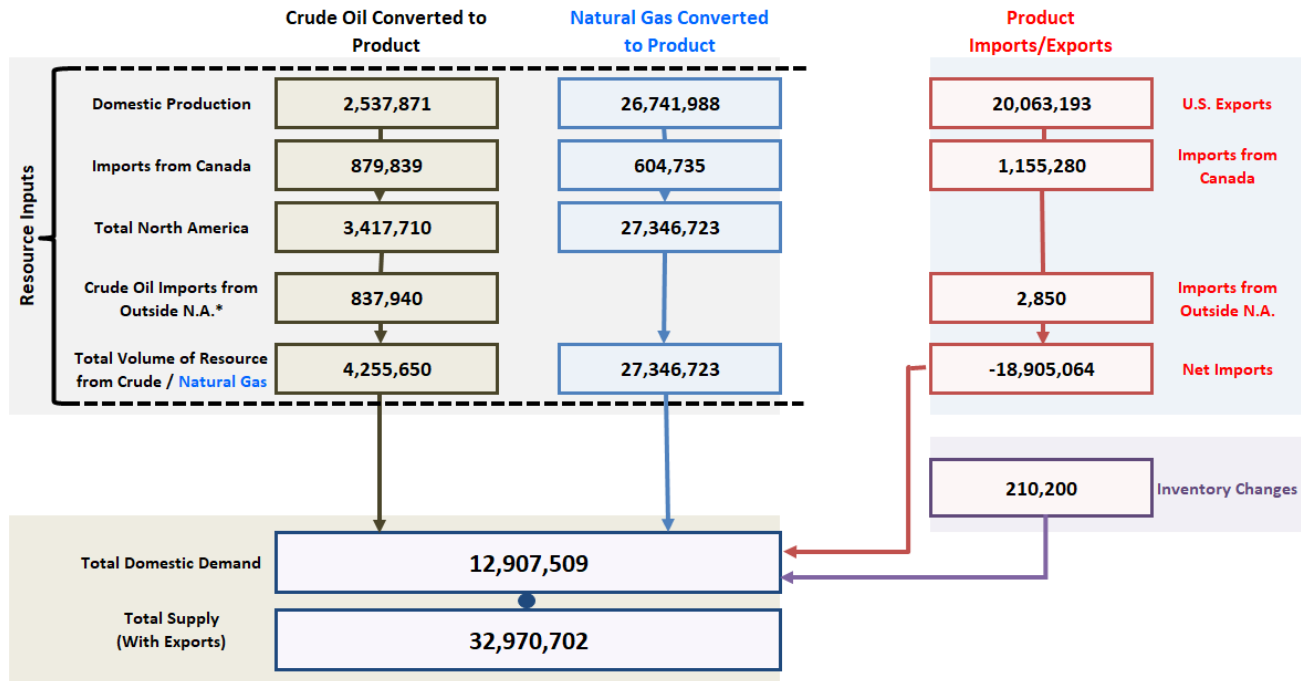 Crude Oil Converted to
Product
Natural Gas Converted
to Product
Product
Imports/Exports
Resource Inputs
Domestic Production
2,537,871
26,741,988
20,063,193
U.S. Exports
Imports from Canada
879,839
604,735
1,155,280
Imports from
Canada
Total North America
3,417,710
27,346,723
Crude Oil Imports from
Outside N.A.*
837,940
2,850
Imports from
Outside N.A.
Total Volume of Resource
from Crude / Natural Gas
4,255,650
27,346,723
-18,905,064
Net Imports
210,200
Inventory Changes
Total Domestic Demand
12,907,509
Total Supply
(With Exports)
32,970,702